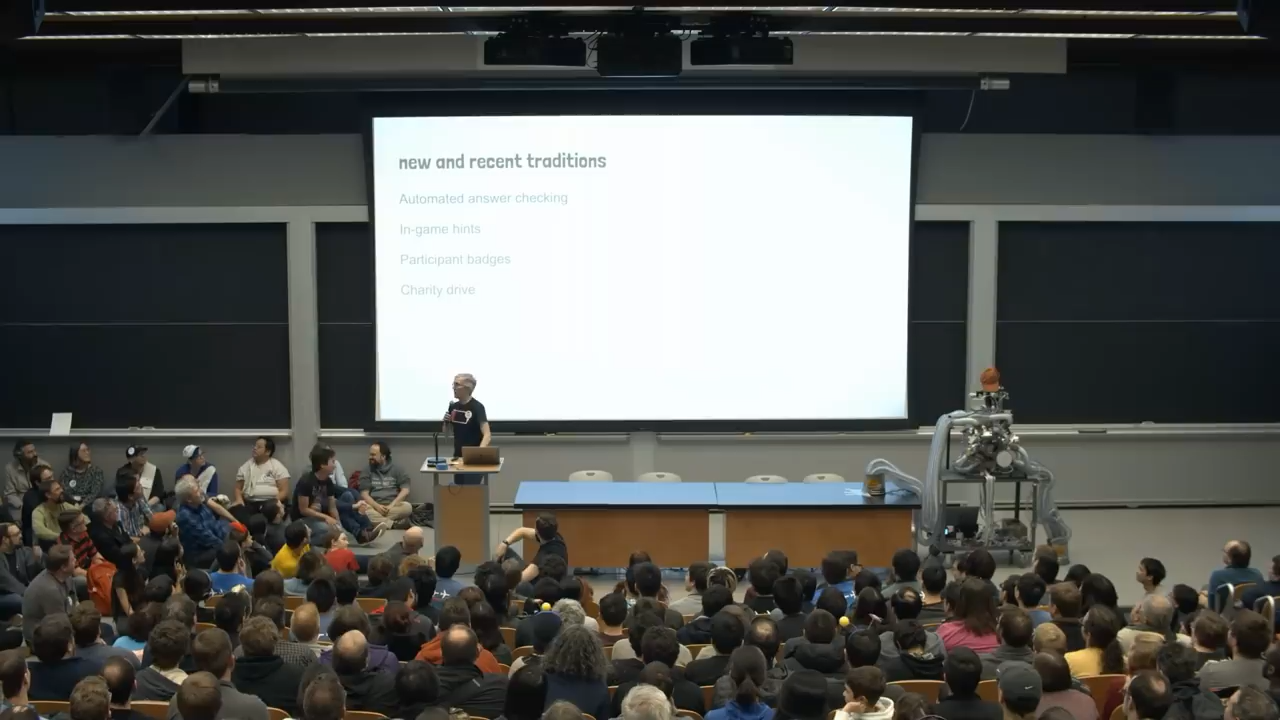 new and recent traditions
Automated answer checking
In-game hints
Participant badges
Charity drive